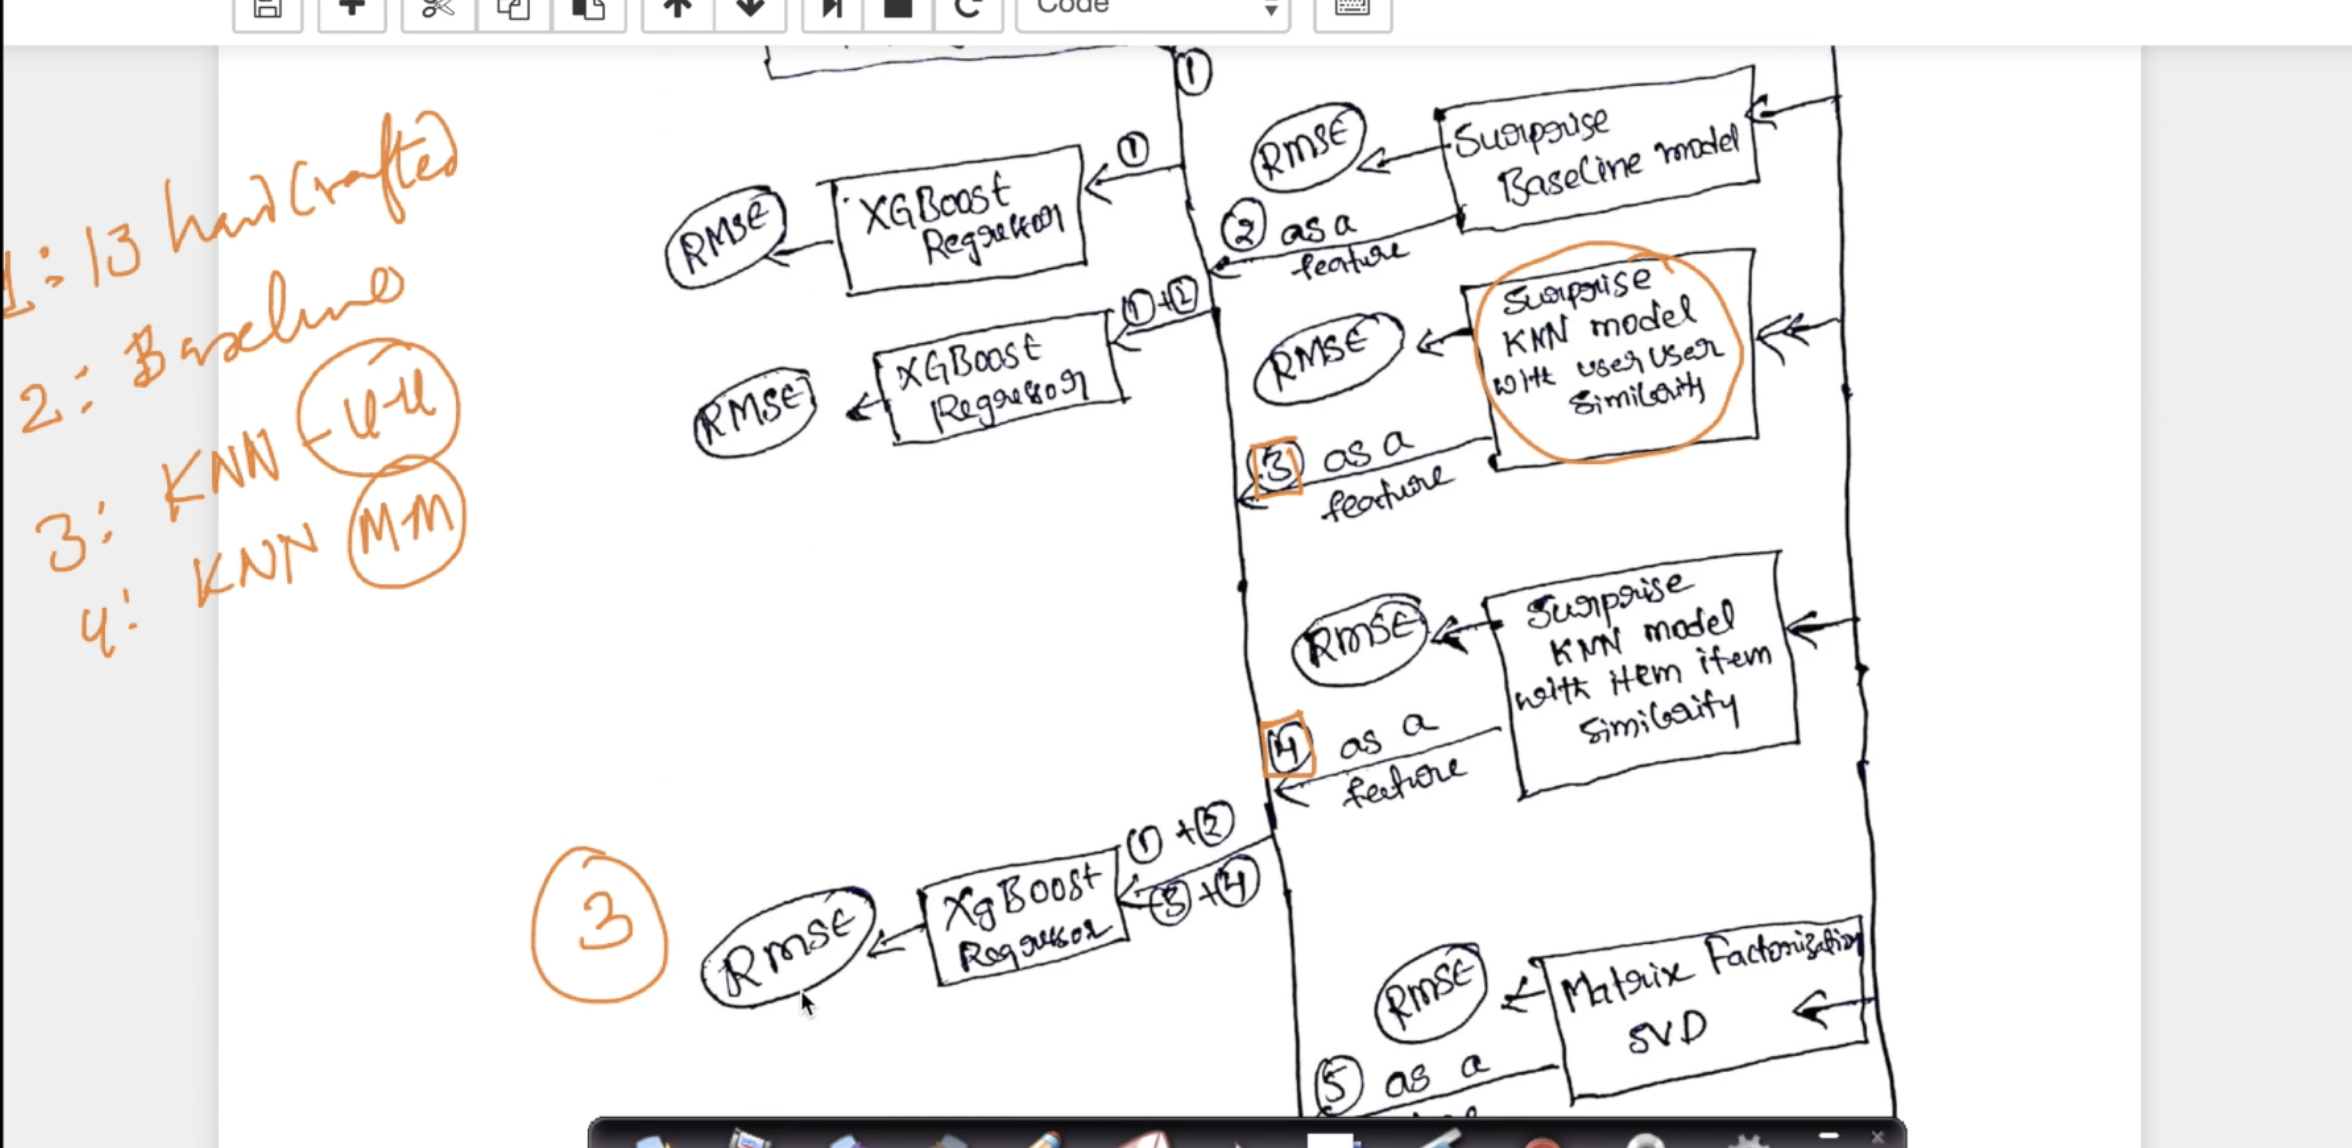 Code
1
1: 13 handCrafted
2: Baseline
3: KNN -U-U
4: KNN M-M
RMSE
XGBoost
Regressor
1
RMSE
Surprise
BaseLine model
2 as a
feature
RMSE
XGBoost
Regressor
1+2
RMSE
Surprise
KNN model
with user user
Similarity
3 as a
feature
RMSE
Surprise
KNN model
with item item
Similarity
4 as a
feature
3
RMSE
XgBoost
Regressor
1 + 2
3 + 4
RMSE
Matrix Factorization
SVD
5 as a